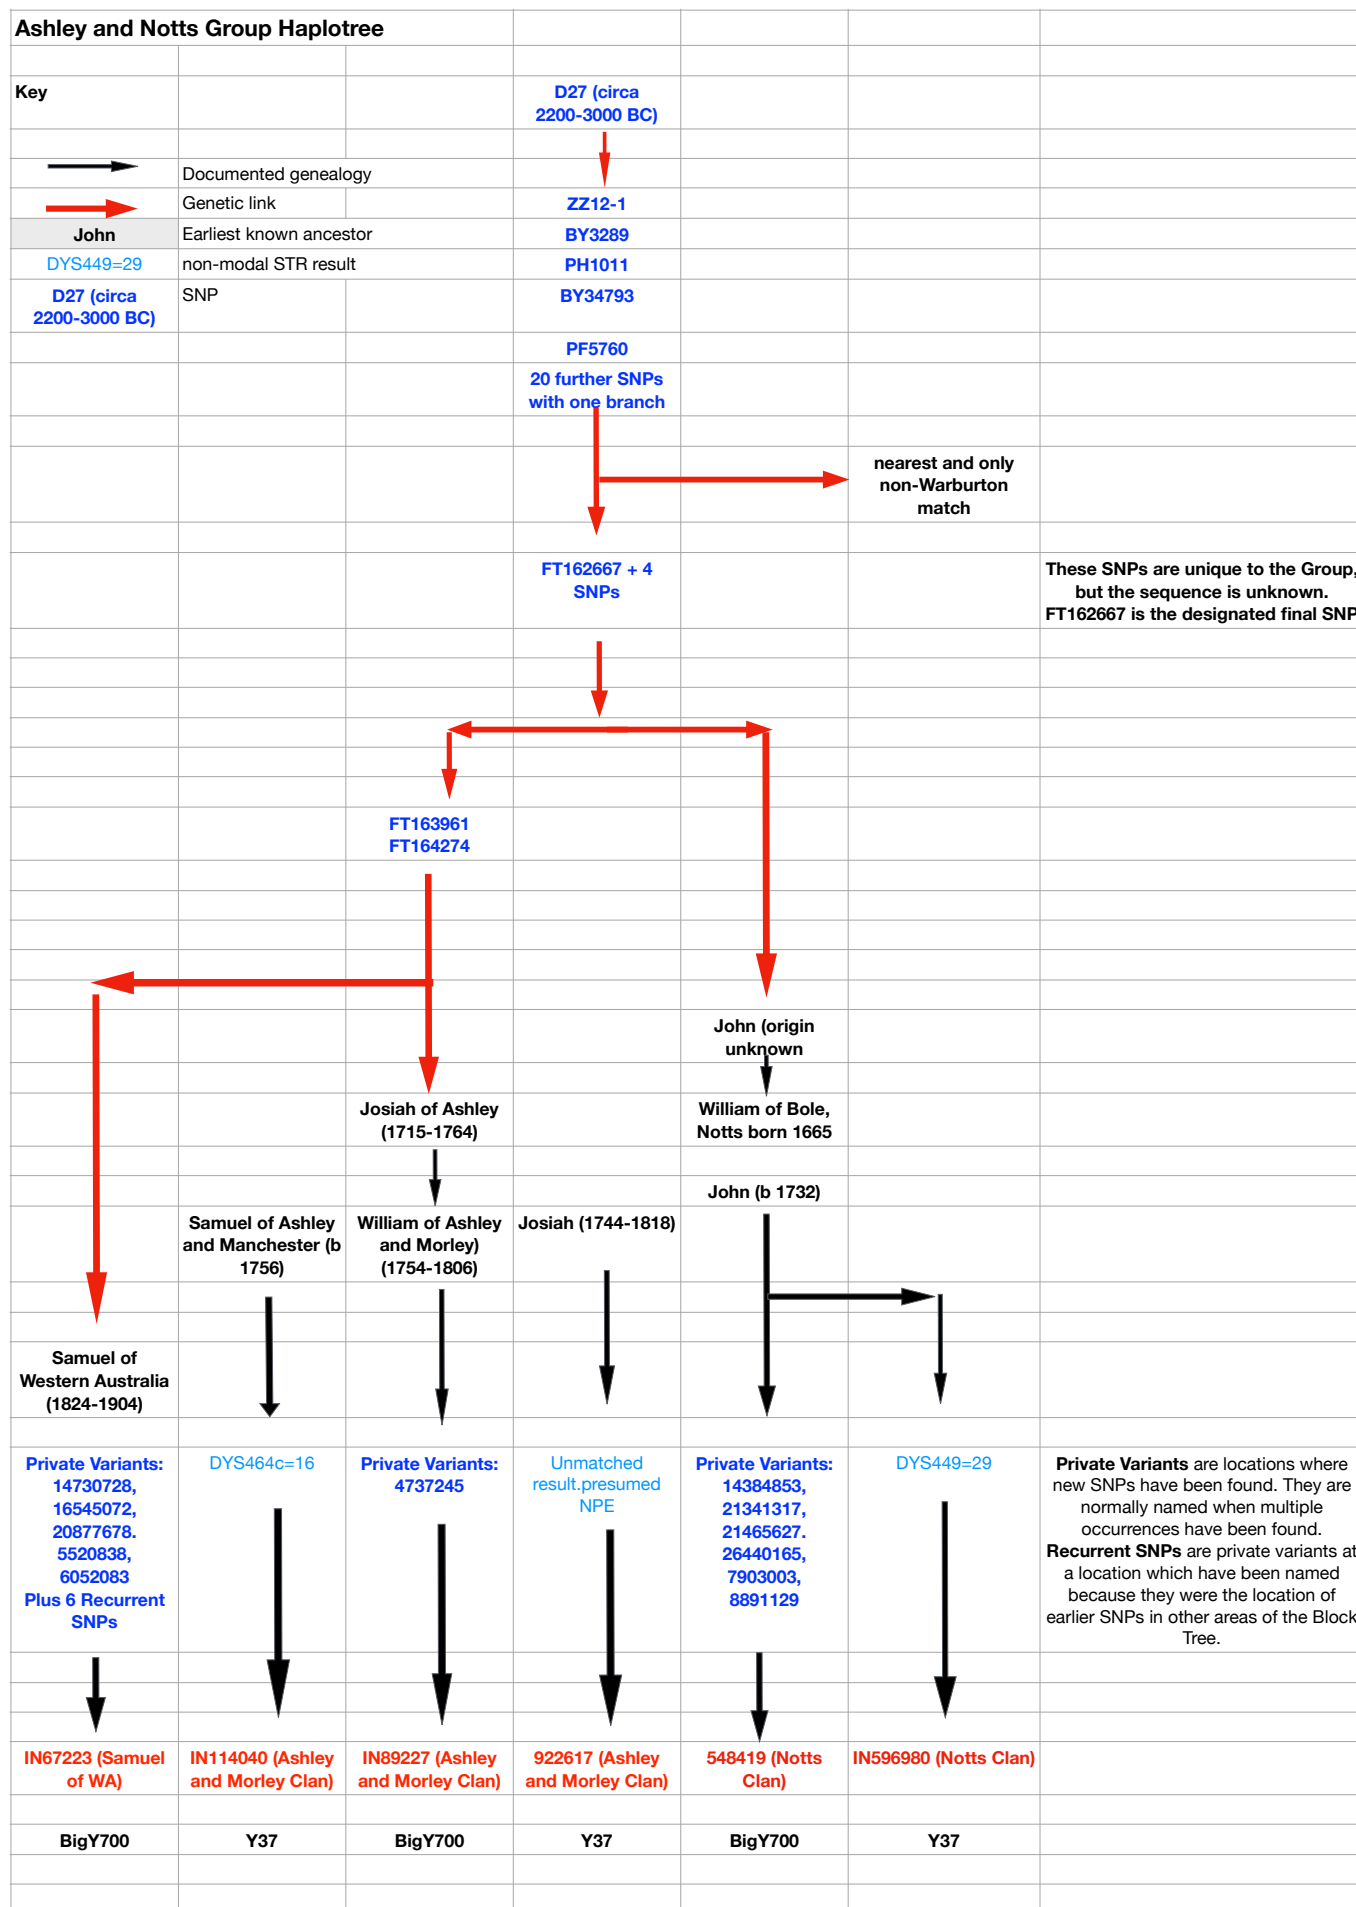 Ashley and Notts Group Haplotree
Key
D27 (circa
2200-3000 BC)
Documented genealogy
Genetic link
ZZ12-1
John
Earliest known ancestor
BY3289
DYS449=29
non-modal STR result
PH1011
D27 (circa
2200-3000 BC)
SNP
BY34793
PF5760
20 further SNPs
with one branch
nearest and only
non-Warburton
match
FT162667 + 4
SNPs
These SNPs are unique to the Group,
but the sequence is unknown.
FT162667 is the designated final SNP
FT163961
FT164274
John (origin
unknown
Josiah of Ashley
(1715-1764)
William of Bole,
Notts born 1665
John (b 1732)
Samuel of Ashley
and Manchester (b
1756)
William of Ashley
and Morley)
(1754-1806)
Josiah (1744-1818)
Samuel of
Western Australia
(1824-1904)
Private Variants:
14730728,
16545072,
20877678.
5520838,
6052083
Plus 6 Recurrent
SNPs
DYS464c=16
Private Variants:
4737245
Unmatched
result.presumed
NPE
Private Variants:
14384853,
21341317,
21465627.
26440165,
7903003,
8891129
DYS449=29
Private Variants are locations where
new SNPs have been found. They are
normally named when multiple
occurrences have been found.
Recurrent SNPs are private variants at
a location which have been named
because they were the location of
earlier SNPs in other areas of the Block
Tree.
IN67223 (Samuel
of WA)
IN114040 (Ashley
and Morley Clan)
IN89227 (Ashley
and Morley Clan)
922617 (Ashley
and Morley Clan)
548419 (Notts
Clan)
IN596980 (Notts Clan)
BigY700
Y37
BigY700
Y37
BigY700
Y37